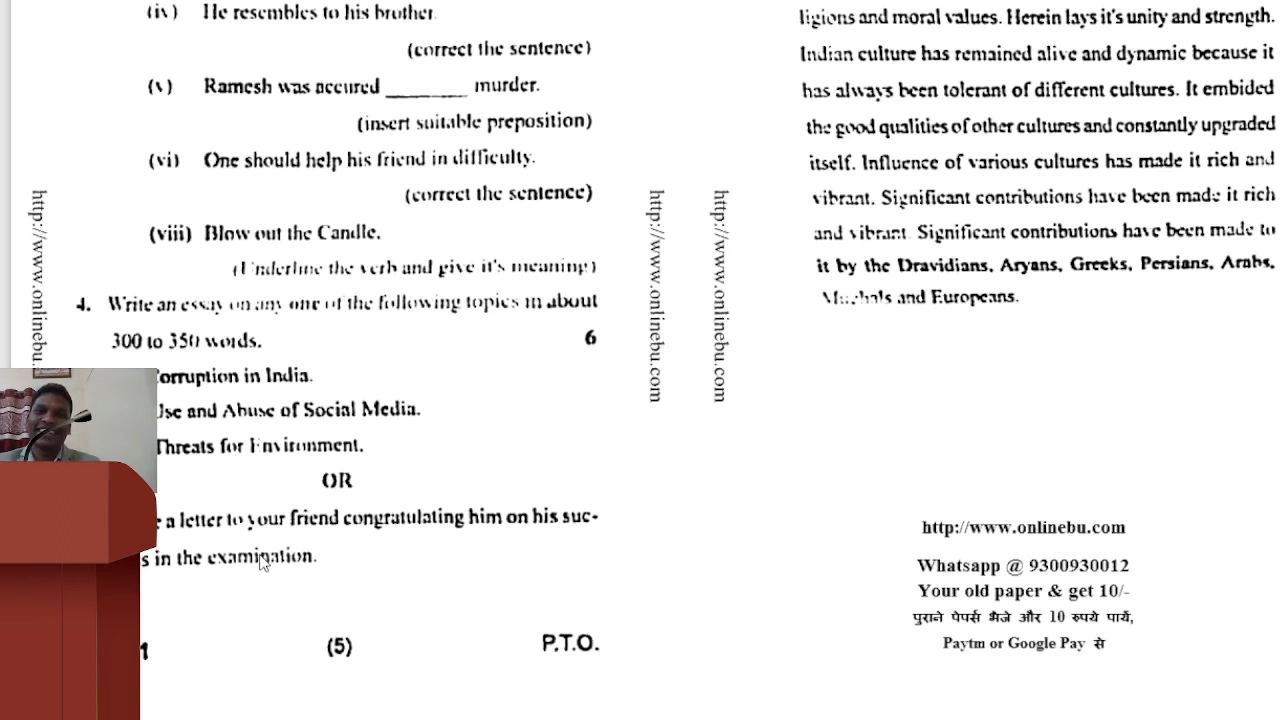 (iv) He resembles to his brother.
(correct the sentence)
(v) Ramesh was accured ________ murder.
(insert suitable preposition)
(vi) One should help his friend in difficulty.
(correct the sentence)
(viii) Blow out the Candle.
(Underline the verb and give it's meaning)
4. Write an essay on any one of the following topics in about
300 to 350 words. 6
Corruption in India.
Use and Abuse of Social Media.
Threats for Environment.
OR
a letter to your friend congratulating him on his suc-
s in the examination.
(5) P.T.O.
http://www.onlinebu.com
http://www.onlinebu.com
http://www.onlinebu.com
ligions and moral values. Herein lays it's unity and strength.
Indian culture has remained alive and dynamic because it
has always been tolerant of different cultures. It embided
the good qualities of other cultures and constantly upgraded
itself. Influence of various cultures has made it rich and
vibrant. Significant contributions have been made it rich
and vibrant. Significant contributions have been made to
it by the Dravidians, Aryans, Greeks, Persians, Arabs,
Mughals and Europeans.
http://www.onlinebu.com
Whatsapp @ 9300930012
Your old paper & get 10/-
पुराने पेपर्स भेजे और 10 रुपये पायें,
Paytm or Google Pay से